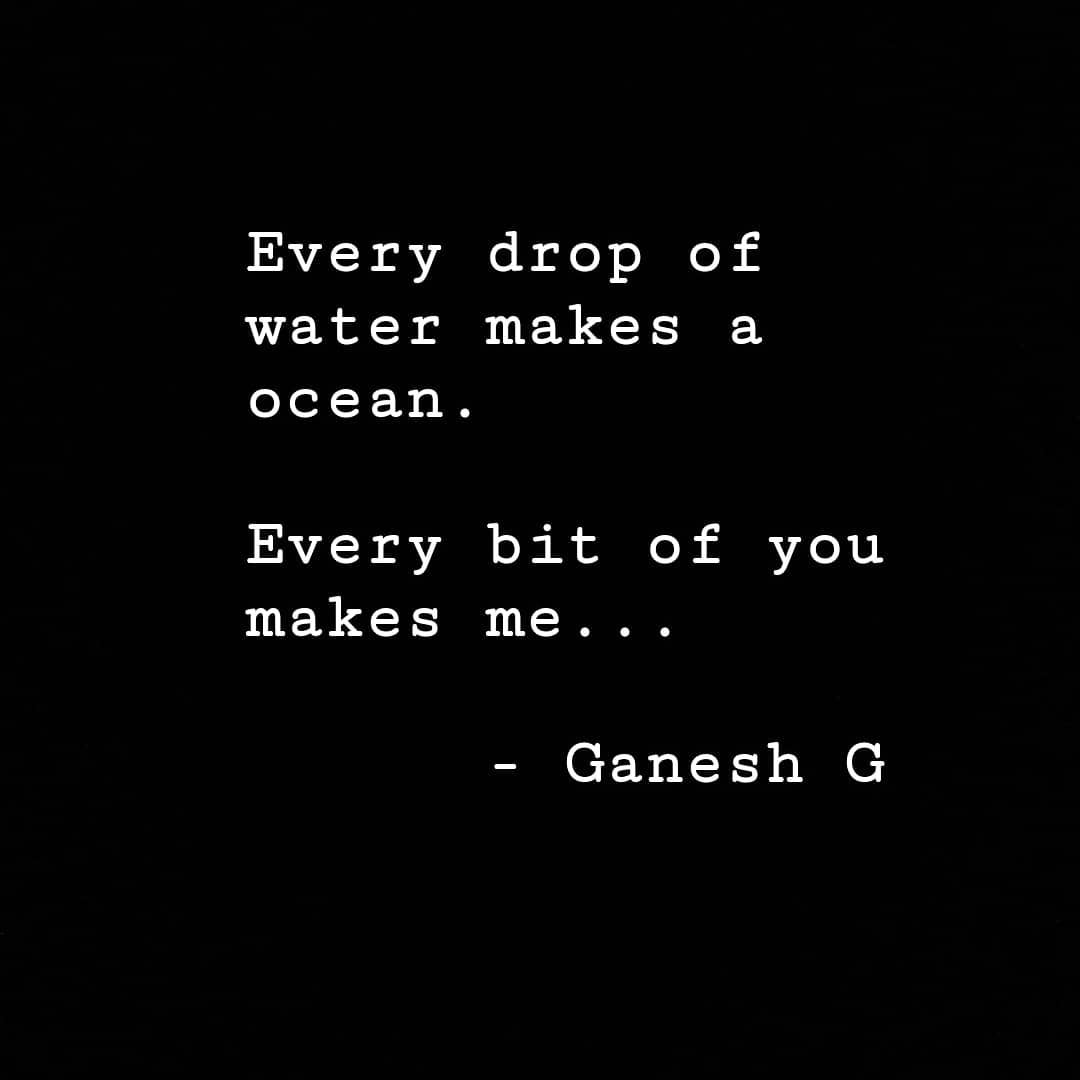 Every drop of
water makes a
ocean.
Every bit of you
makes me...
- Ganesh G